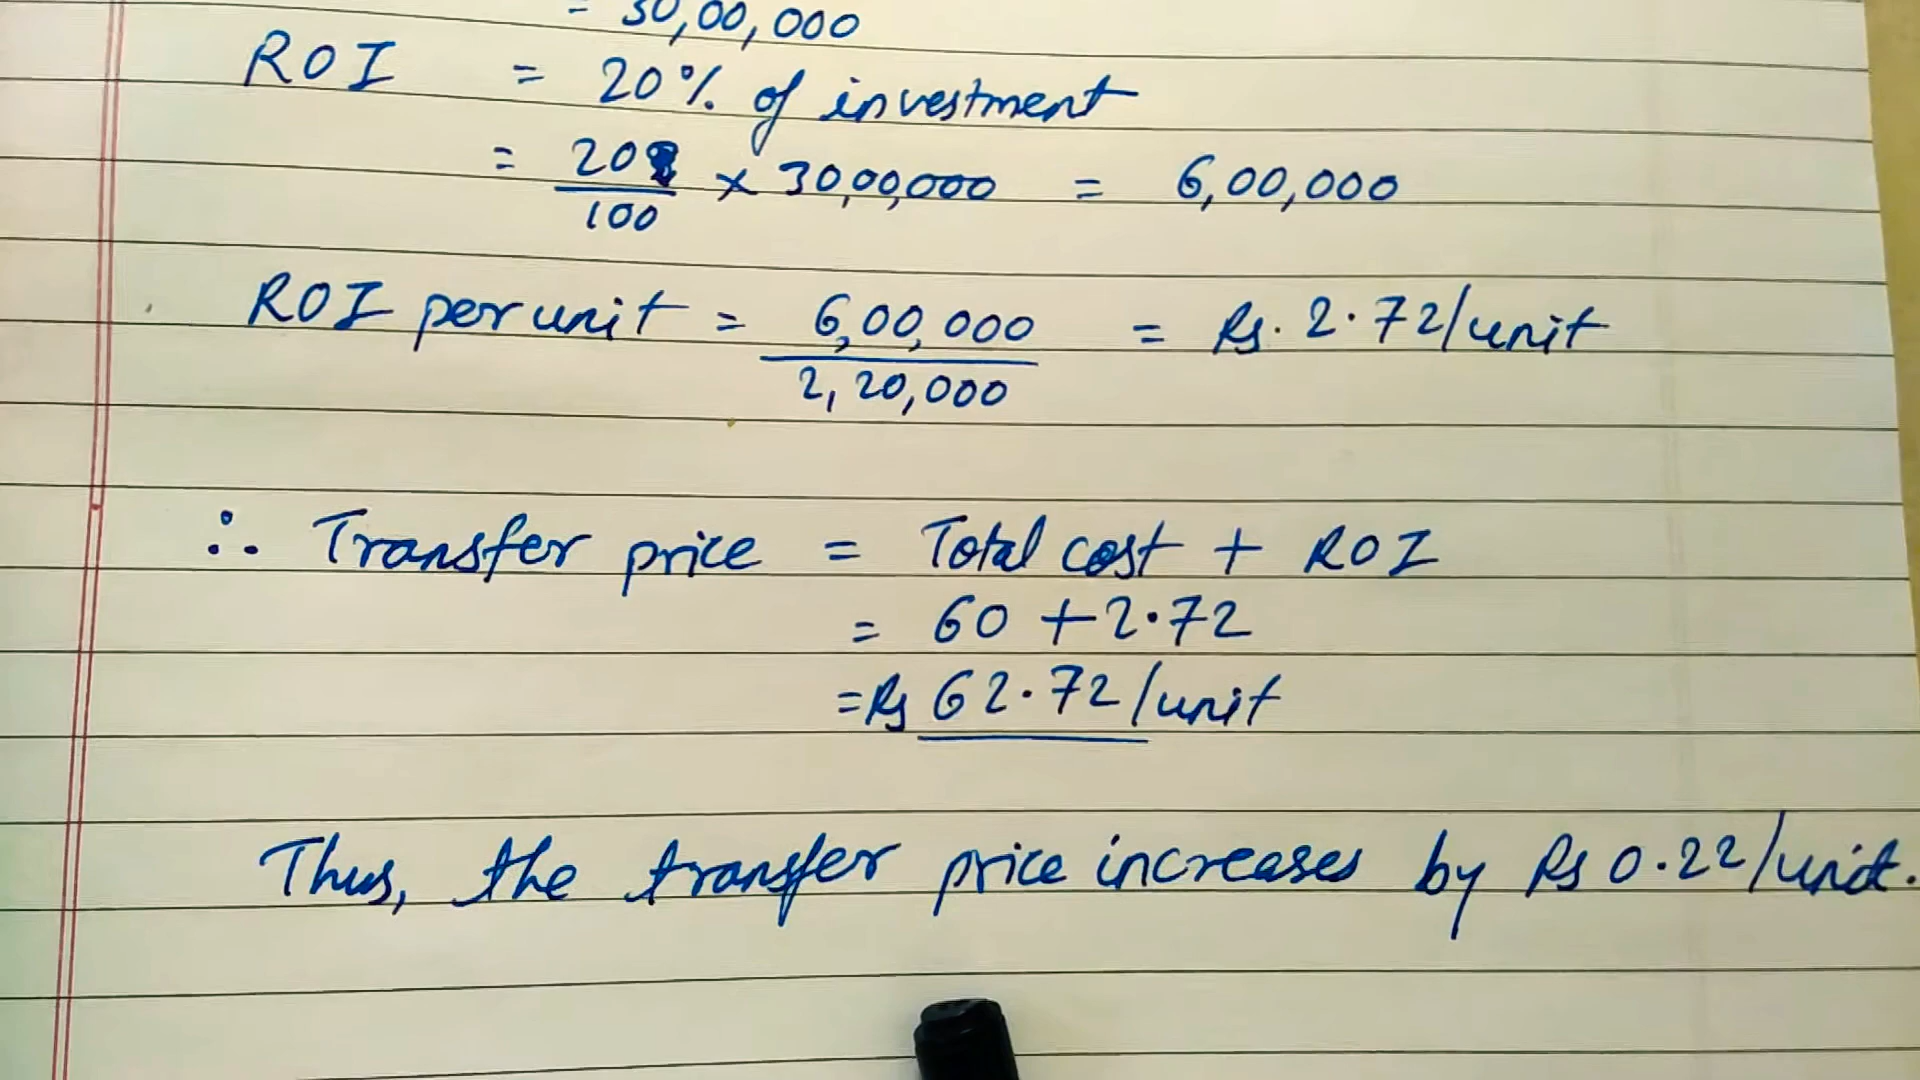 = 30,00,000
ROI = 20% of investment
= 20 / 100 × 30,00,000 = 6,00,000
ROI per unit = 6,00,000 / 2,20,000 = Rs. 2.72/unit
∴ Transfer price = Total cost + ROI
= 60 + 2.72
= Rs 62.72/unit
Thus, the transfer price increases by Rs 0.22/unit.